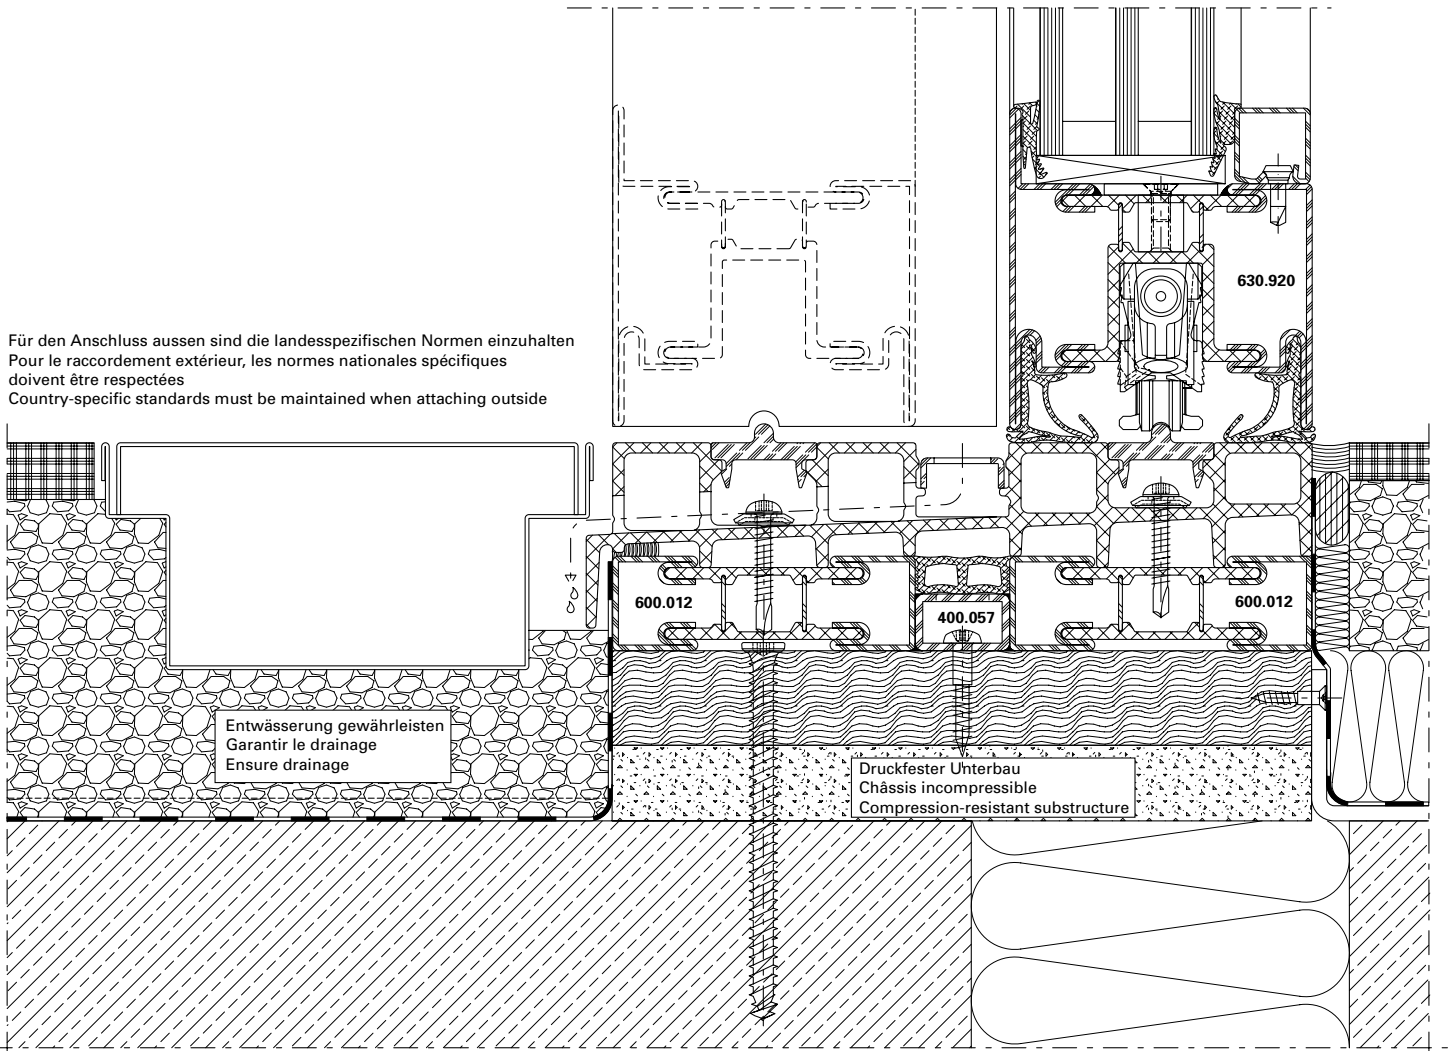 630.920
Für den Anschluss aussen sind die landesspezifischen Normen einzuhalten
Pour le raccordement extérieur, les normes nationales spécifiques
doivent être respectées
Country-specific standards must be maintained when attaching outside
600.012
400.057
600.012
Entwässerung gewährleisten
Garantir le drainage
Ensure drainage
Druckfester Unterbau
Châssis incompressible
Compression-resistant substructure